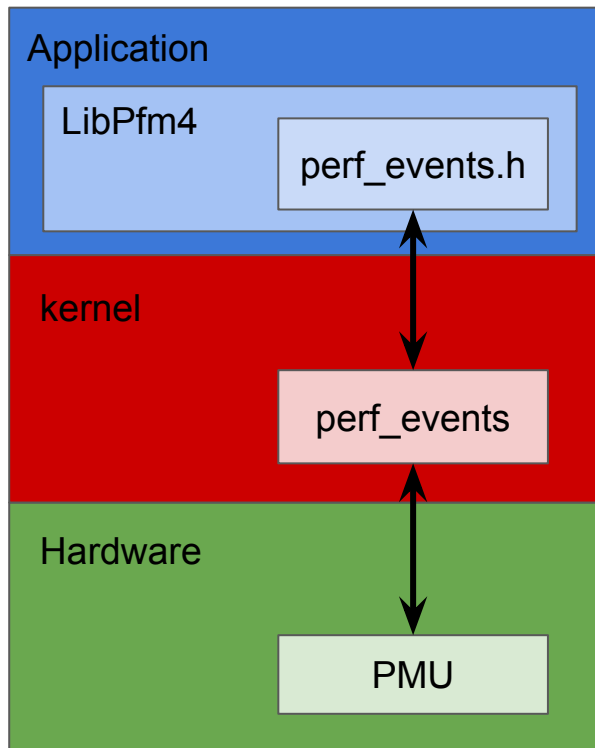 Application
LibPfm4
perf_events.h
kernel
perf_events
Hardware
PMU